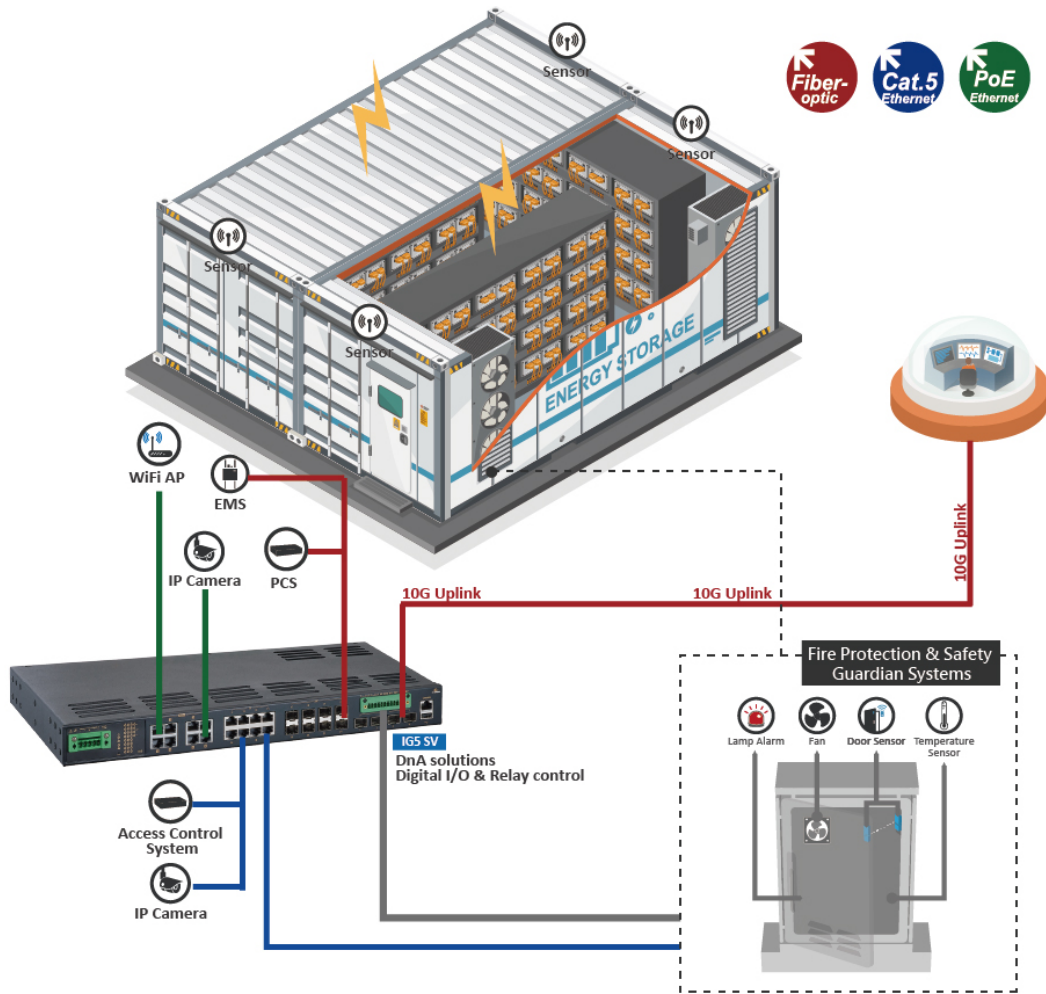 Sensor
Fiber-
optic
Cat.5
Ethernet
PoE
Ethernet
Sensor
Sensor
Sensor
ENERGY STORAGE
WiFi AP
EMS
IP Camera
PCS
10G Uplink
10G Uplink
10G Uplink
Fire Protection & Safety
Guardian Systems
Lamp Alarm
Fan
Door Sensor
Temperature
Sensor
IG5 SV
DnA solutions
Digital I/O & Relay control
Access Control
System
IP Camera